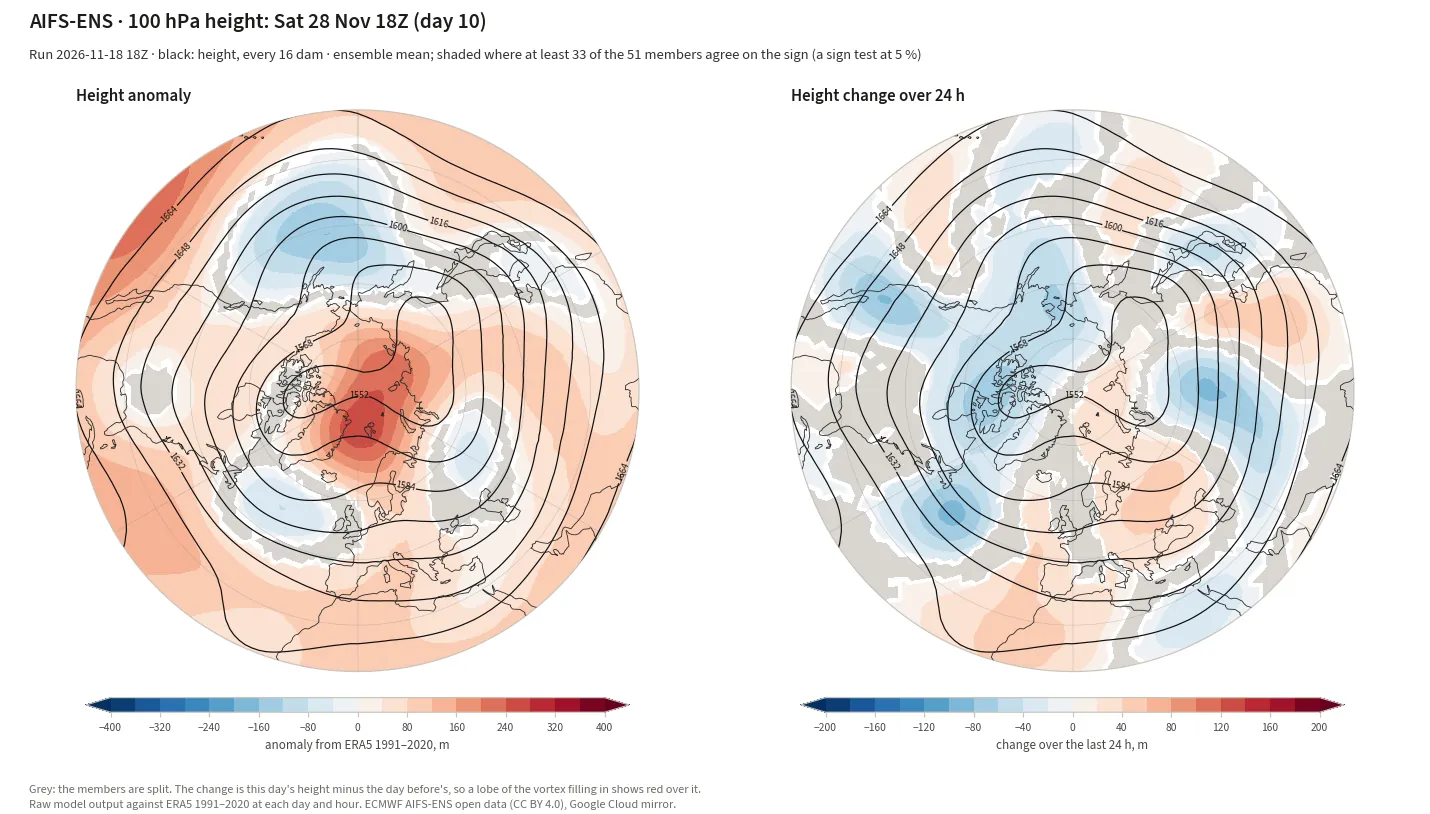 AIFS-ENS · 100 hPa height: Sat 28 Nov 18Z (day 10)
Run 2026-11-18 18Z · black: height, every 16 dam · ensemble mean; shaded where at least 33 of the 51 members agree on the sign (a sign test at 5 %)
Height anomaly
Height change over 24 h
1664
1648
1600
1616
1568
1552
1632
1584
1664
1664
1648
1600
1616
1568
1552
1632
1584
1664
−400 −320 −240 −160 −80 0 80 160 240 320 400
anomaly from ERA5 1991–2020, m
−200 −160 −120 −80 −40 0 40 80 120 160 200
change over the last 24 h, m
Grey: the members are split. The change is this day's height minus the day before's, so a lobe of the vortex filling in shows red over it.
Raw model output against ERA5 1991–2020 at each day and hour. ECMWF AIFS-ENS open data (CC BY 4.0), Google Cloud mirror.